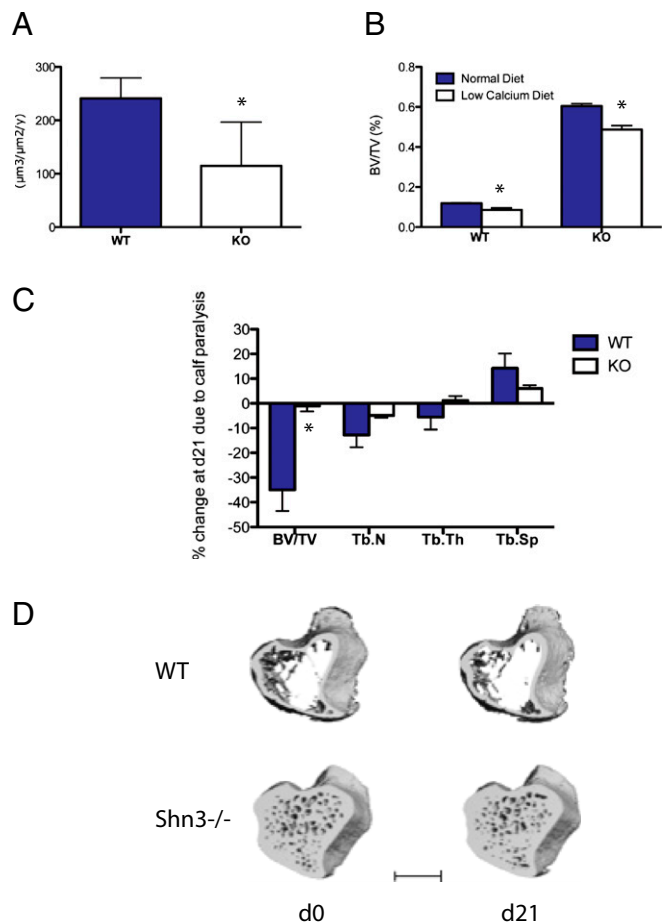 A
300
200
100
0
(µm3/µm2/y)
*
WT
KO
B
0.8
0.6
0.4
0.2
0.0
BV/TV (%)
Normal Diet
Low Calcium Diet
*
*
WT
KO
C
% change at d21 due to calf paralysis
30
20
10
0
-10
-20
-30
-40
-50
*
WT
KO
BV/TV
Tb.N
Tb.Th
Tb.Sp
D
WT
Shn3-/-
d0
d21